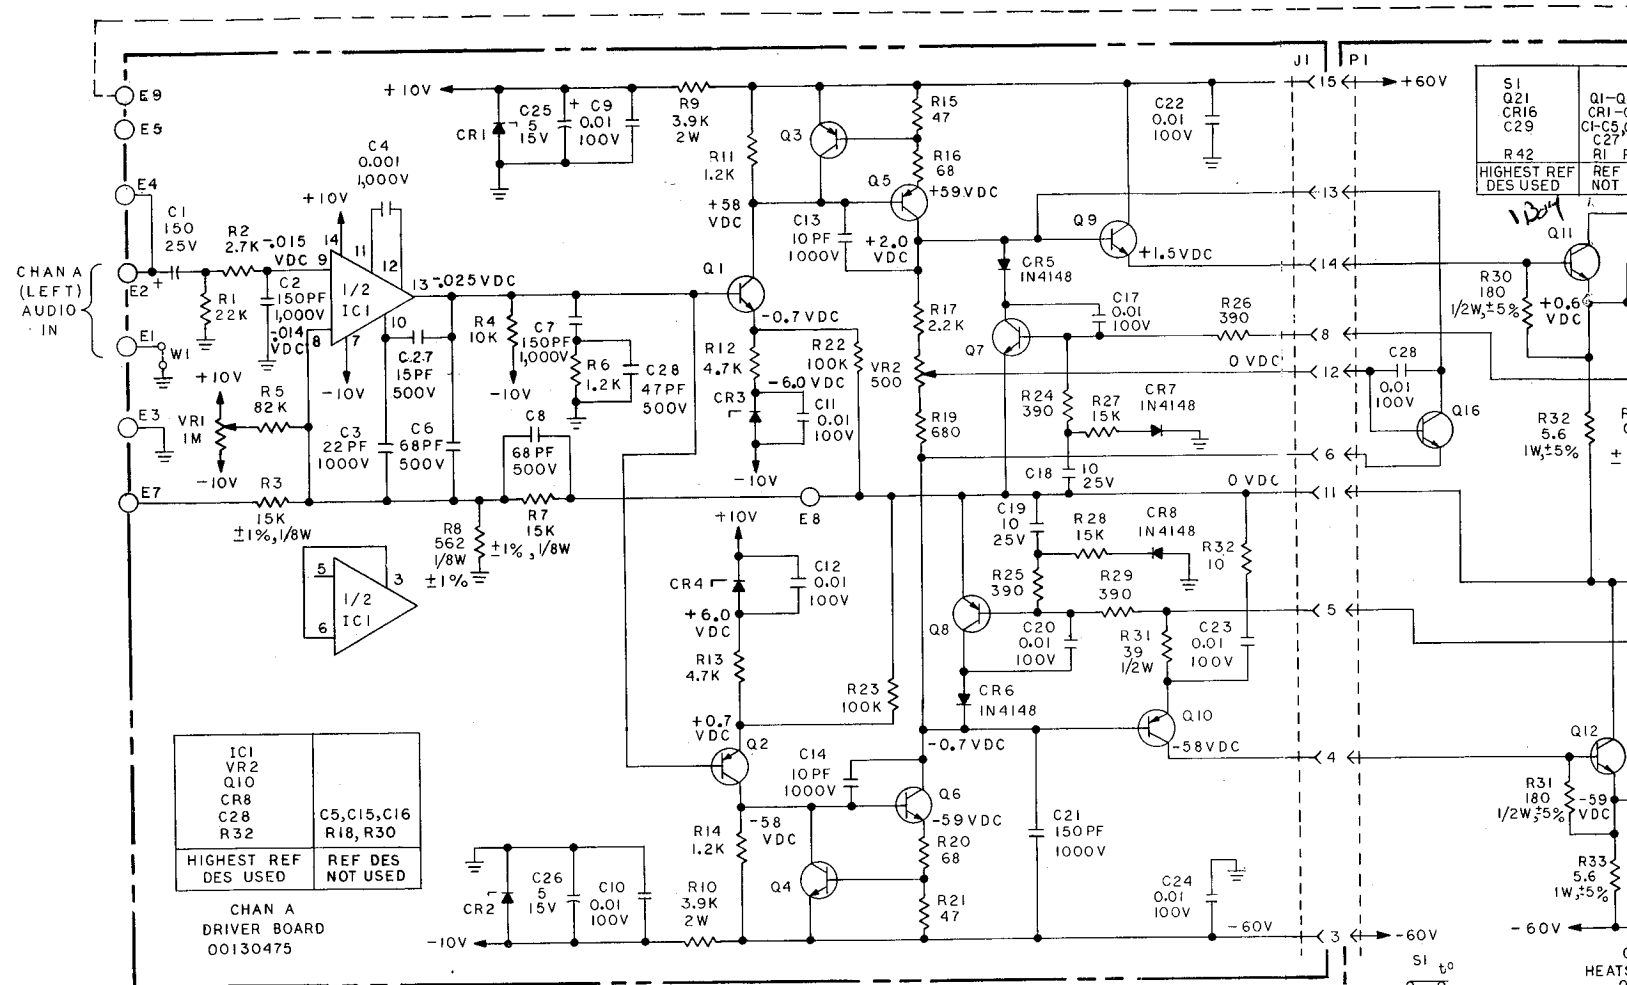 E9
E5
E4
E2
E1
E3
E7
CHAN A
(LEFT)
AUDIO
IN
W1
C1
150
25V
R1
22K
R2
2.7K
-.015
VDC
C2
150PF
1,000V
-.014
VDC
+10V
14
9
8
11
12
13
10
7
1/2
IC1
-10V
C4
0.001
1,000V
-.025VDC
C27
15PF
500V
+10V
VR1
1M
-10V
R5
82K
C3
22PF
1000V
C6
68PF
500V
R3
15K
±1%,1/8W
R4
10K
-10V
C7
150PF
1,000V
R6
1.2K
C28
47PF
500V
C8
68PF
500V
R7
15K
±1%,1/8W
R8
562
1/8W
±1%
5
6
3
1/2
IC1
+10V
CR1
C25
5
15V
+
C9
0.01
100V
R9
3.9K
2W
R11
1.2K
Q3
R15
47
R16
68
Q5
+59VDC
+58
VDC
C13
10PF
1000V
+2.0
VDC
Q1
-0.7VDC
R12
4.7K
R22
100K
CR3
-6.0VDC
C11
0.01
100V
-10V
R17
2.2K
VR2
500
R19
680
CR5
1N4148
Q7
C17
0.01
100V
R26
390
Q9
+1.5VDC
C22
0.01
100V
R24
390
R27
15K
CR7
1N4148
0VDC
C18
10
25V
0VDC
E8
+10V
CR4
C12
0.01
100V
+6.0
VDC
R13
4.7K
+0.7
VDC
Q2
R23
100K
C19
10
25V
R28
15K
CR8
1N4148
R32
10
R25
390
R29
390
Q8
C20
0.01
100V
R31
39
1/2W
C23
0.01
100V
CR6
1N4148
Q10
-0.7VDC
-58VDC
C14
10PF
1000V
Q6
-59VDC
-58
VDC
R14
1.2K
Q4
R20
68
R21
47
C21
150PF
1000V
C24
0.01
100V
-60V
CR2
C26
5
15V
C10
0.01
100V
R10
3.9K
2W
-10V
IC1
VR2
Q10
CR8
C28
R32
C5,C15,C16
R18,R30
HIGHEST REF
DES USED
REF DES
NOT USED
CHAN A
DRIVER BOARD
00130475
J1
P1
15
13
14
8
12
6
11
5
4
3
+60V
-60V
S1
t°
C28
0.01
100V
Q16
S1
Q21
CR16
C29
R42
HIGHEST REF
DES USED
REF
NOT
Q11
R30
180
1/2W,±5%
+0.6
VDC
R32
5.6
1W,±5%
±
Q12
R31
180
1/2W,±5%
-59
VDC
R33
5.6
1W,±5%
-60V